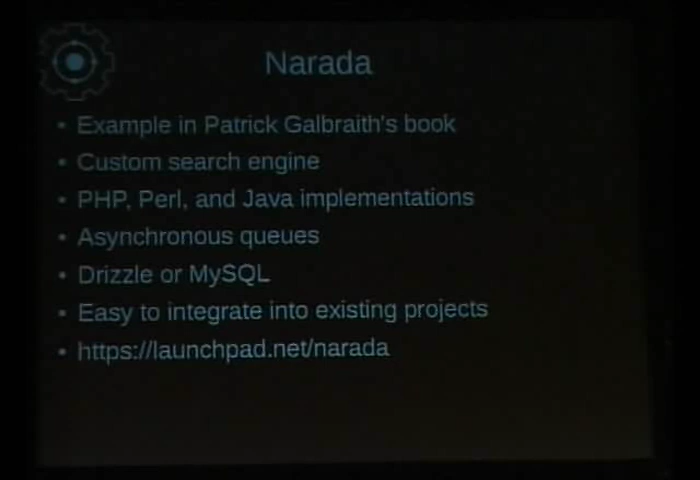 Narada
• Example in Patrick Galbraith's book
• Custom search engine
• PHP, Perl, and Java implementations
• Asynchronous queues
• Drizzle or MySQL
• Easy to integrate into existing projects
• https://launchpad.net/narada